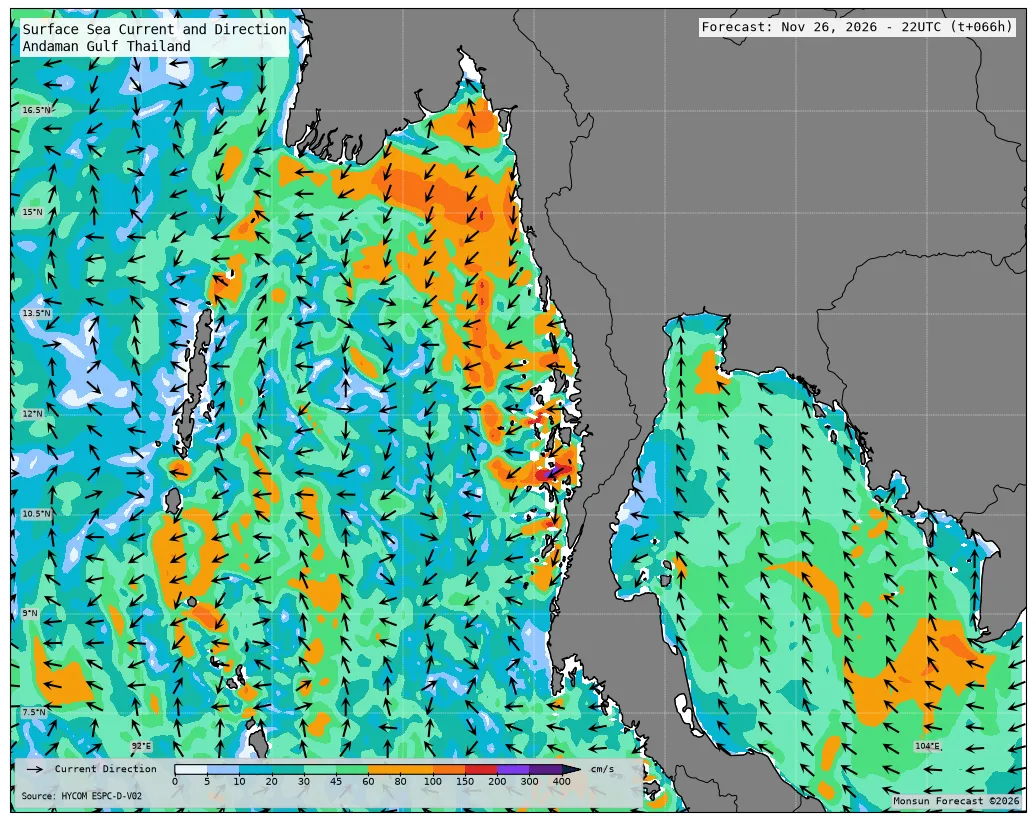 Surface Sea Current and Direction
Andaman Gulf Thailand
Forecast: Nov 26, 2026 - 22UTC (t+066h)
16.5°N
15°N
13.5°N
12°N
10.5°N
9°N
7.5°N
92°E
104°E
Current Direction
cm/s
0 5 10 20 30 45 60 80 100 150 200 300 400
Source: HYCOM ESPC-D-V02
Monsun Forecast ©2026